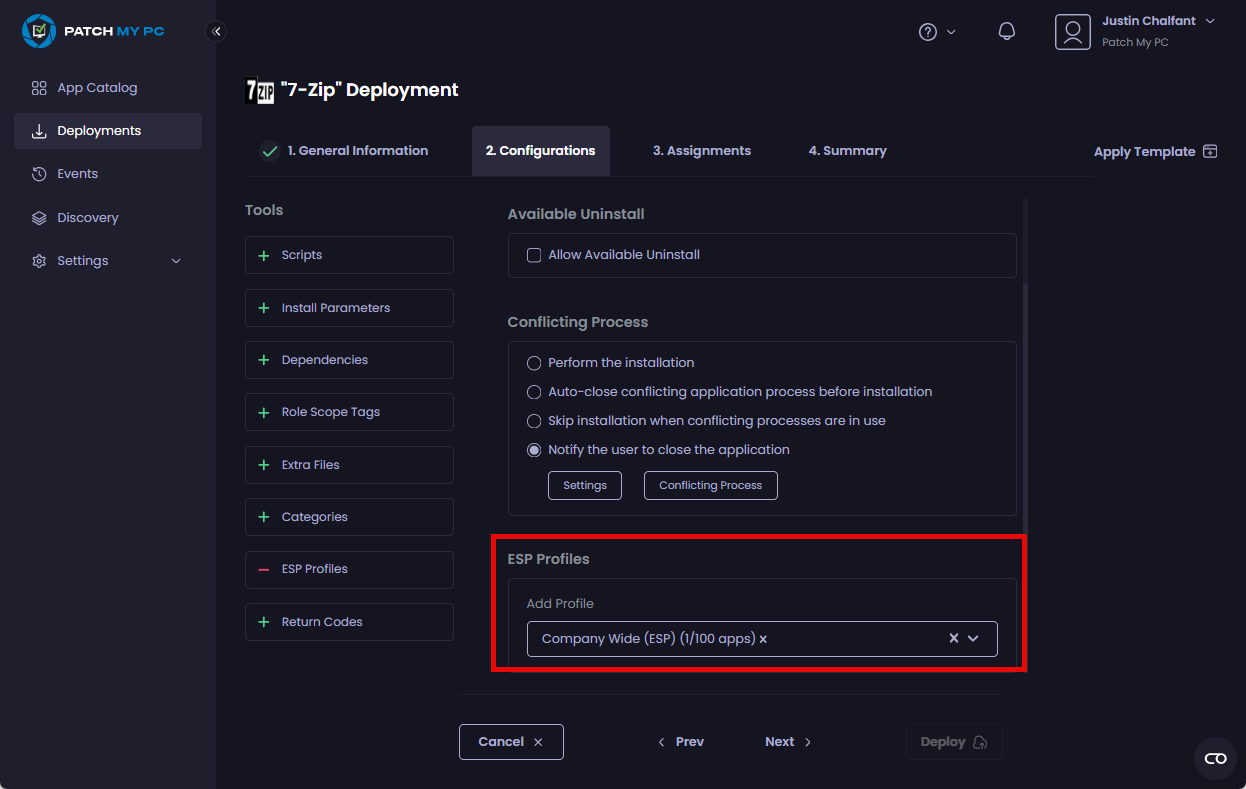 PATCH MY PC
Justin Chalfant
Patch My PC
App Catalog
Deployments
Events
Discovery
Settings
7ZIP "7-Zip" Deployment
1. General Information
2. Configurations
3. Assignments
4. Summary
Apply Template
Tools
Scripts
Install Parameters
Dependencies
Role Scope Tags
Extra Files
Categories
ESP Profiles
Return Codes
Available Uninstall
Allow Available Uninstall
Conflicting Process
Perform the installation
Auto-close conflicting application process before installation
Skip installation when conflicting processes are in use
Notify the user to close the application
Settings
Conflicting Process
ESP Profiles
Add Profile
Company Wide (ESP) (1/100 apps)
Cancel
Prev
Next
Deploy